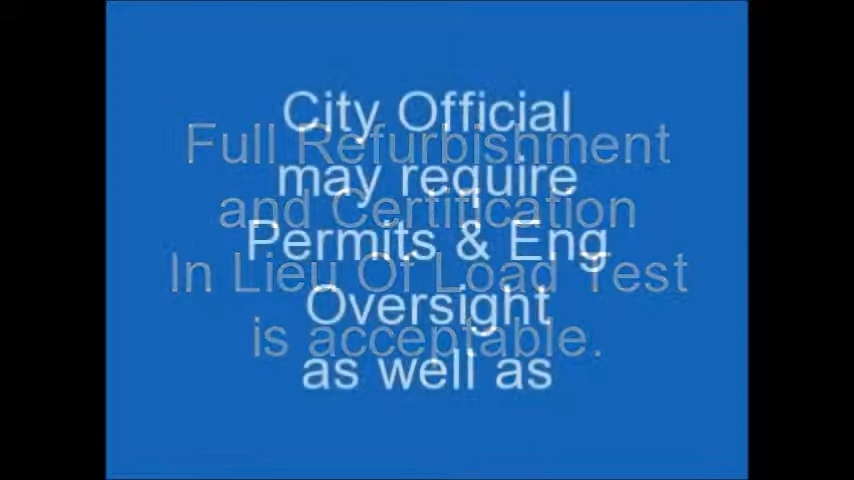 City Official
may require
Permits & Eng
Oversight
as well as
Full Refurbishment
and Certification
In Lieu Of Load Test
is acceptable.